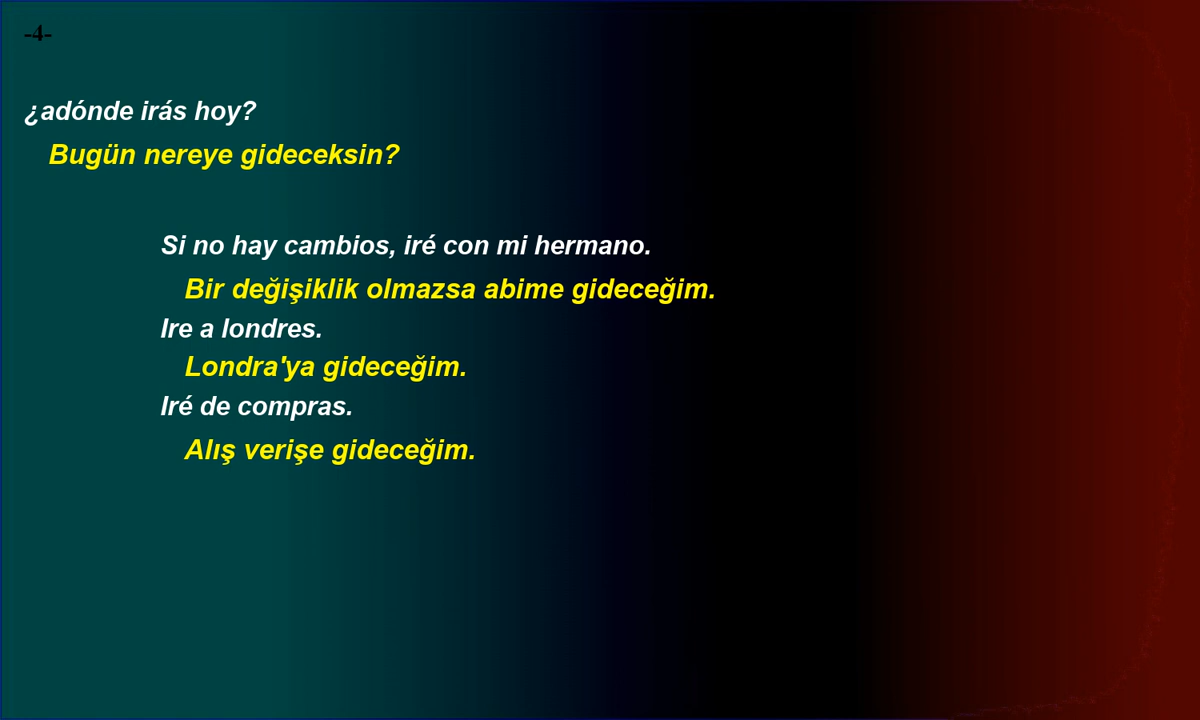 -4-
¿adónde irás hoy?
Bugün nereye gideceksin?
Si no hay cambios, iré con mi hermano.
Bir değişiklik olmazsa abime gideceğim.
Ire a londres.
Londra'ya gideceğim.
Iré de compras.
Alış verişe gideceğim.